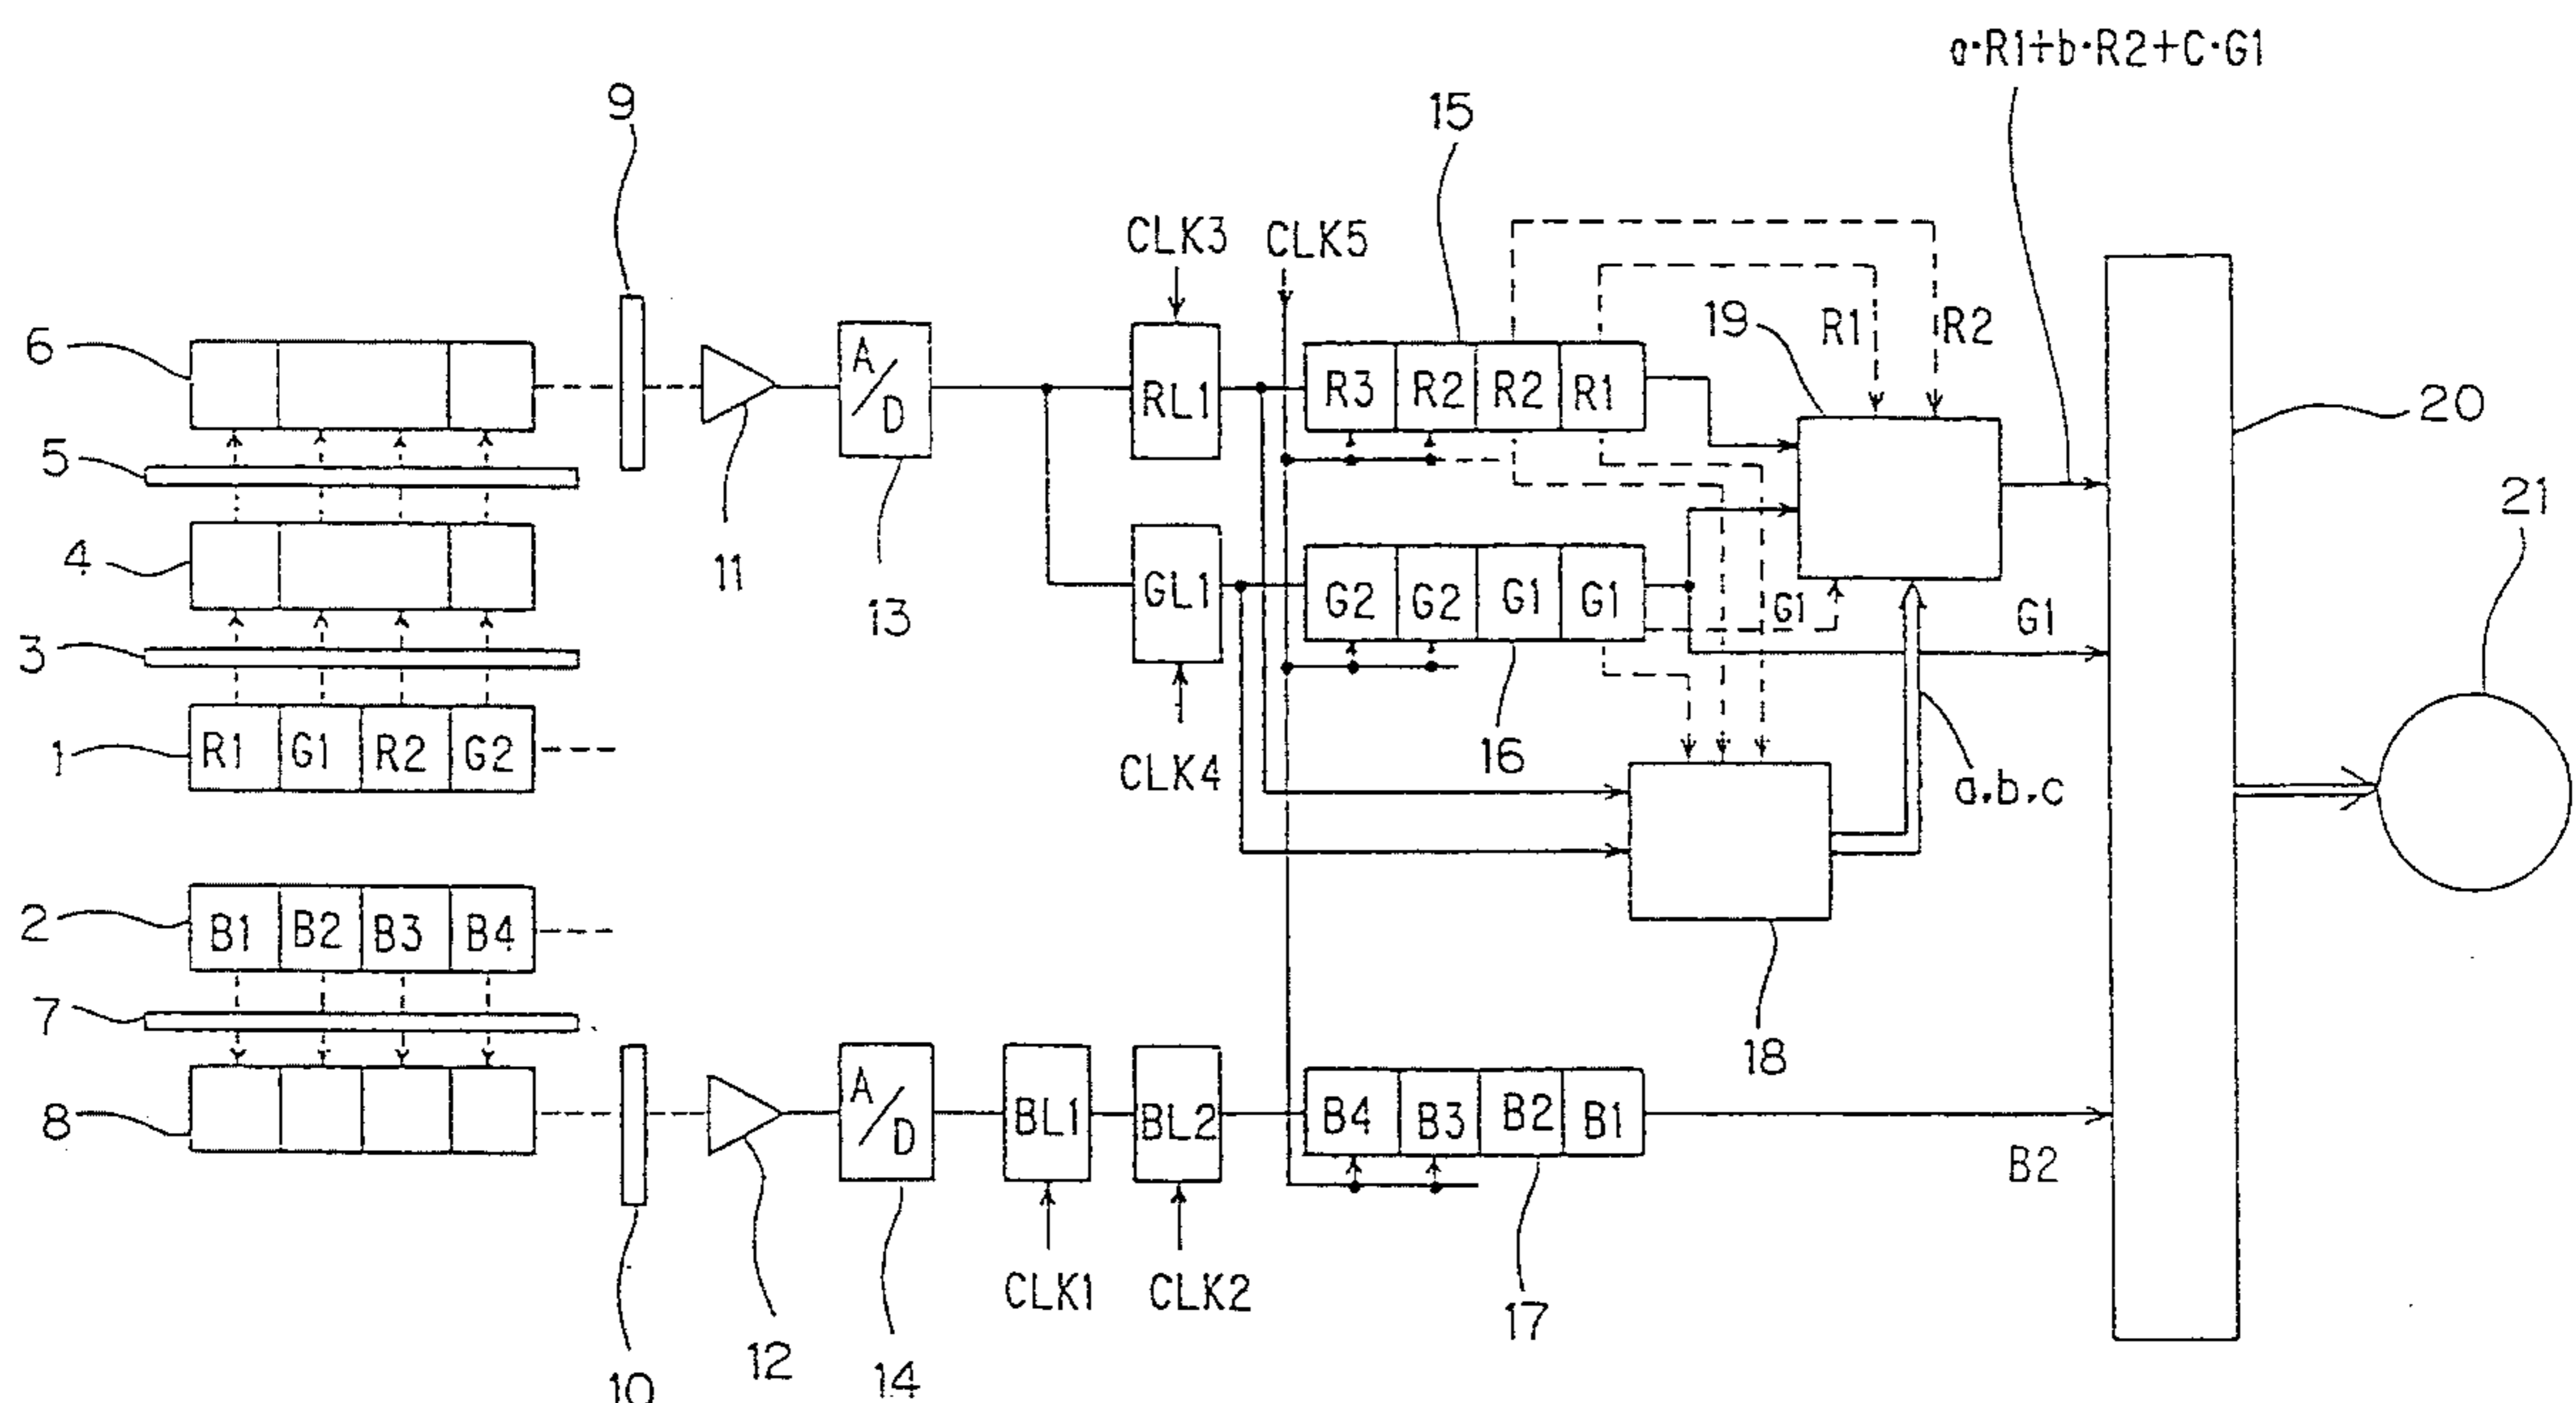 a·R1+b·R2+C·G1
9
15
CLK3
CLK5
6
A/D
RL1
R3 R2 R2 R1
19
R1
R2
20
5
21
4
11
13
GL1
G2 G2 G1 G1
G1
G1
3
1
R1 G1 R2 G2
CLK4
16
a.b.c
2
B1 B2 B3 B4
18
7
8
A/D
BL1
BL2
B4 B3 B2 B1
B2
CLK1
CLK2
17
10
12
14